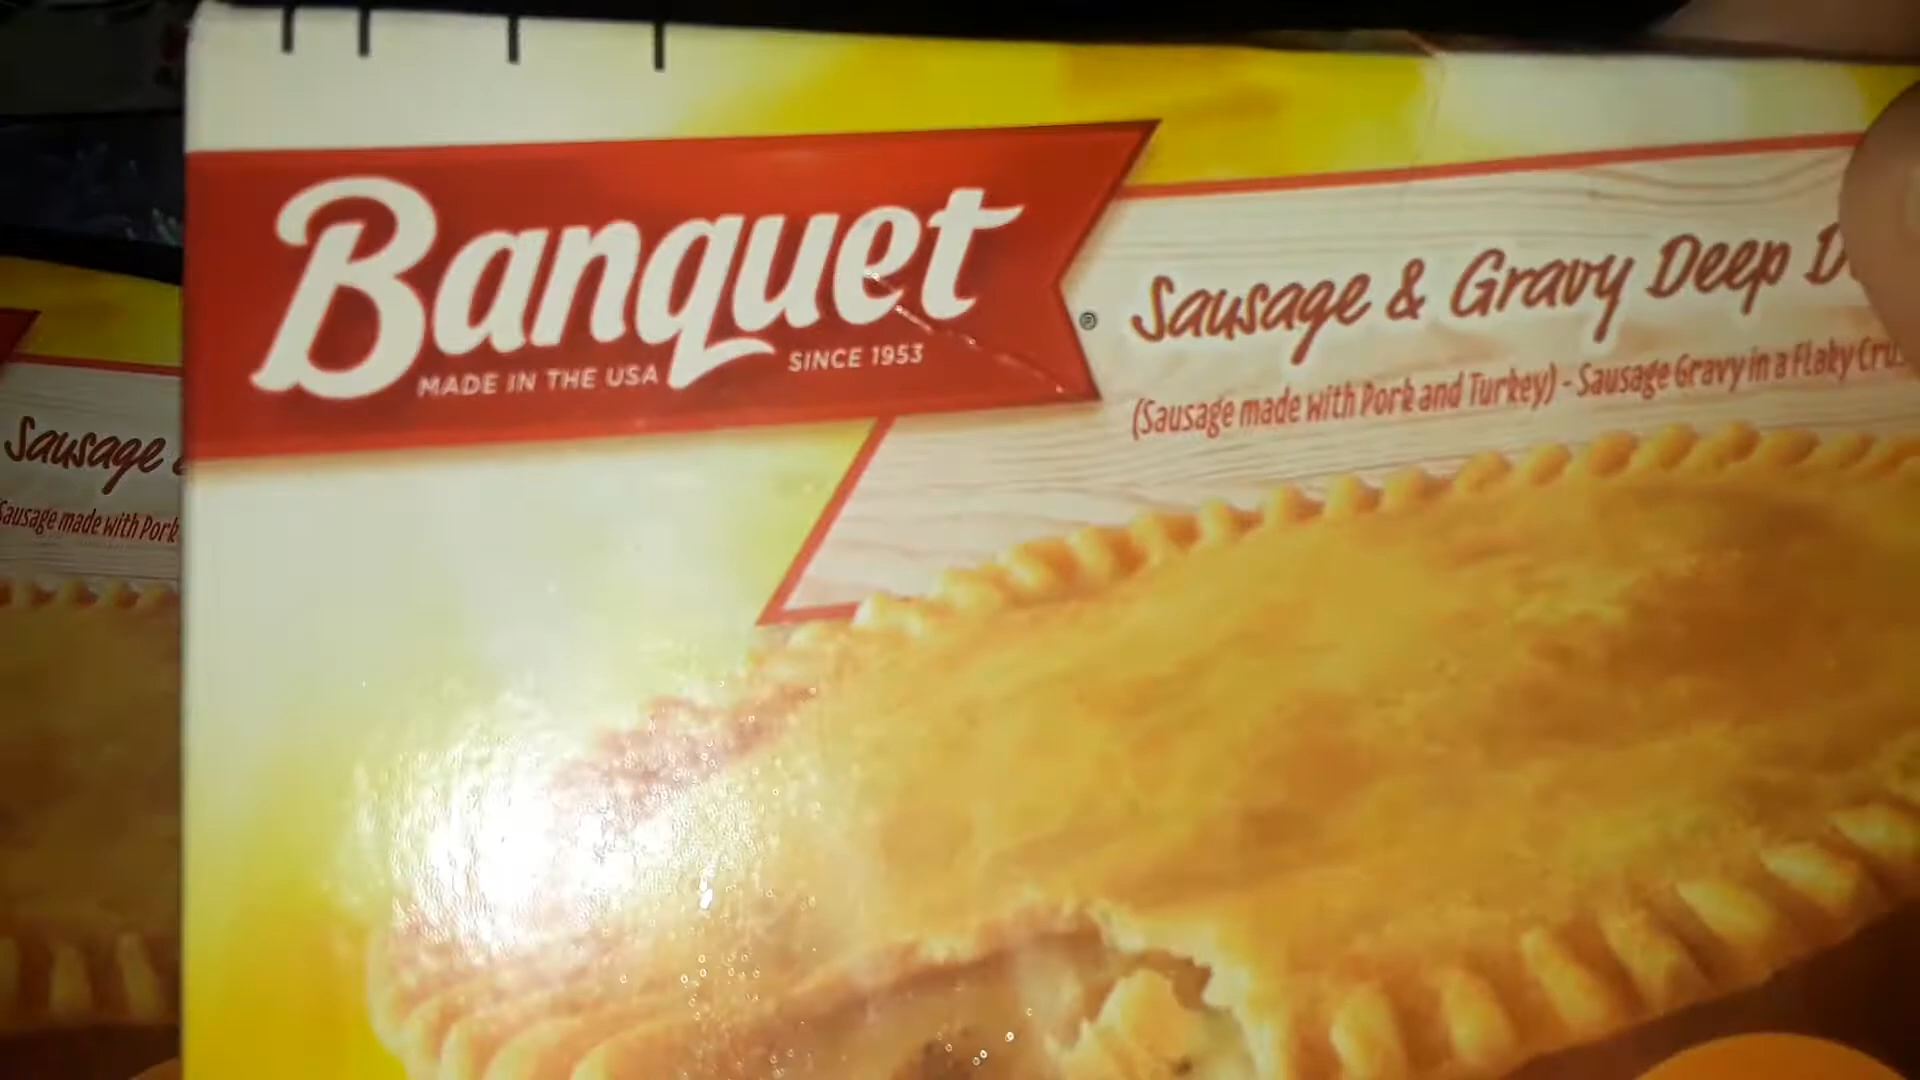 Banquet
MADE IN THE USA
SINCE 1953
®
Sausage & Gravy Deep
(Sausage made with Pork and Turkey) - Sausage Gravy in a Flaky
Sausage
Sausage made with Pork